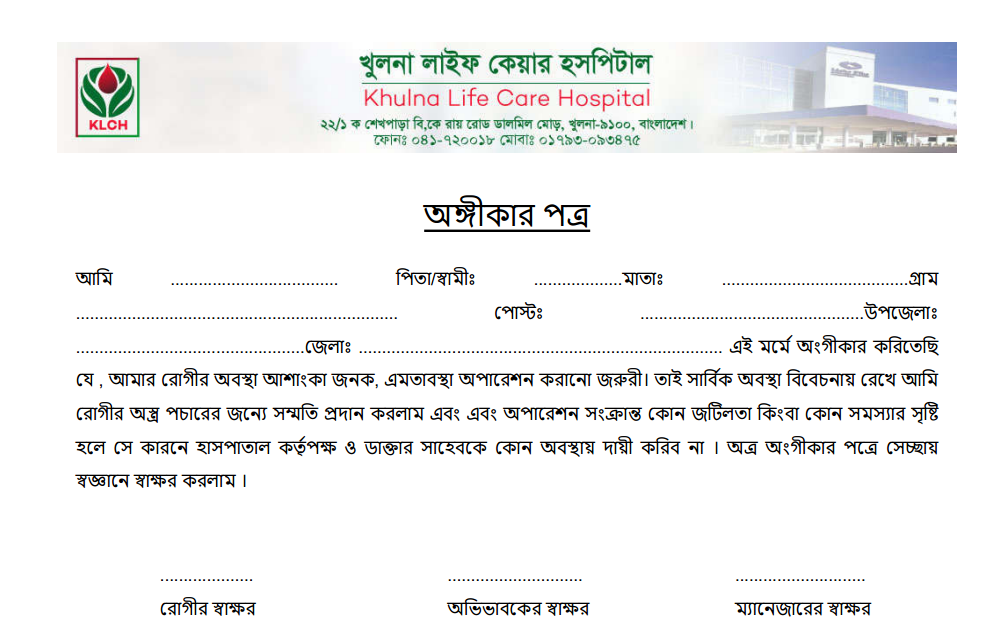 KLCH
খুলনা লাইফ কেয়ার হসপিটাল
Khulna Life Care Hospital
২২/১ ক শেখপাড়া বি,কে রায় রোড ডালমিল মোড়, খুলনা-৯১০০, বাংলাদেশ।
ফোনঃ ০৪১-৭২০০১৮ মোবাঃ ০১৭৯৩-০৯৩৪৭৫
অঙ্গীকার পত্র
আমি .................................... পিতা/স্বামীঃ ...................মাতাঃ ........................................গ্রাম
..................................................................... পোস্টঃ ................................................উপজেলাঃ
.................................................জেলাঃ .............................................................................. এই মর্মে অংগীকার করিতেছি
যে , আমার রোগীর অবস্থা আশাংকা জনক, এমতাবস্থা অপারেশন করানো জরুরী। তাই সার্বিক অবস্থা বিবেচনায় রেখে আমি
রোগীর অস্ত্র পচারের জন্যে সম্মতি প্রদান করলাম এবং এবং অপারেশন সংক্রান্ত কোন জটিলতা কিংবা কোন সমস্যার সৃষ্টি
হলে সে কারনে হাসপাতাল কর্তৃপক্ষ ও ডাক্তার সাহেবকে কোন অবস্থায় দায়ী করিব না । অত্র অংগীকার পত্রে সেচ্ছায়
স্বজ্ঞানে স্বাক্ষর করলাম ।
.................... ............................. ............................
রোগীর স্বাক্ষর অভিভাবকের স্বাক্ষর ম্যানেজারের স্বাক্ষর